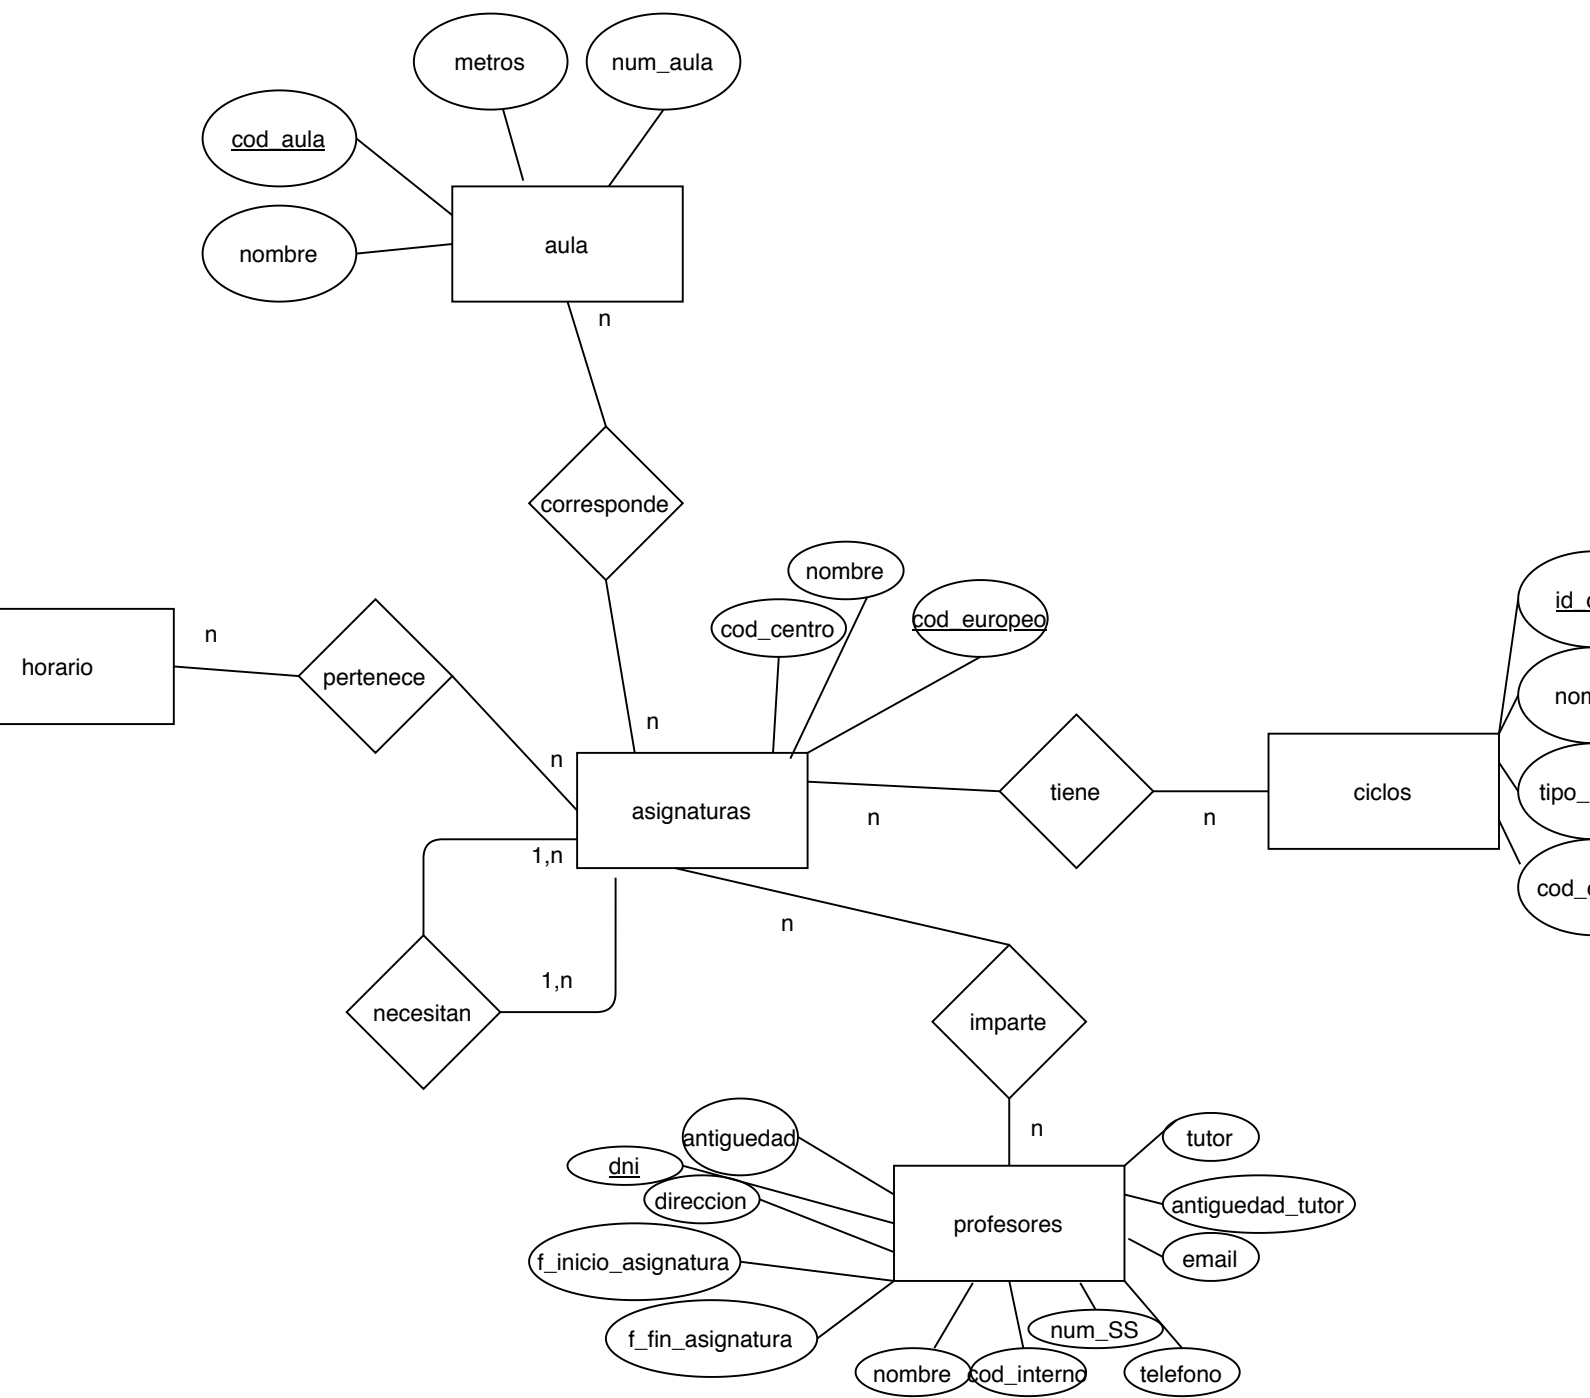 metros
num_aula
cod_aula
nombre
aula
n
corresponde
nombre
cod_centro
cod_europeo
n
horario
pertenece
n
n
asignaturas
n
tiene
n
ciclos
tipo_
1,n
1,n
necesitan
n
imparte
n
antiguedad
dni
direccion
f_inicio_asignatura
f_fin_asignatura
profesores
tutor
antiguedad_tutor
email
num_SS
nombre
cod_interno
telefono